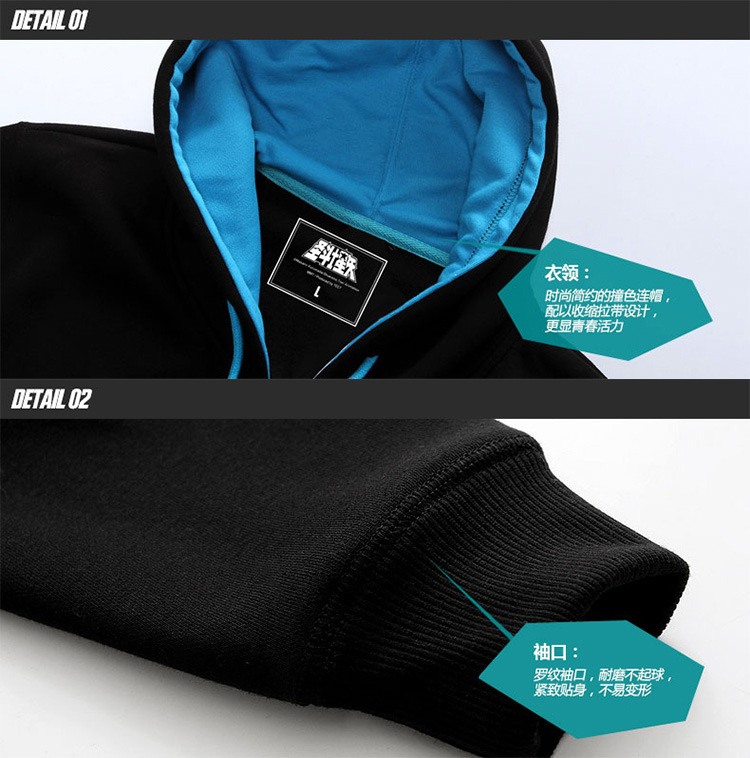 DETAIL 01
L
衣领：
时尚简约的撞色连帽，
配以收缩拉带设计，
更显青春活力
DETAIL 02
袖口：
罗纹袖口，耐磨不起球，
紧致贴身，不易变形